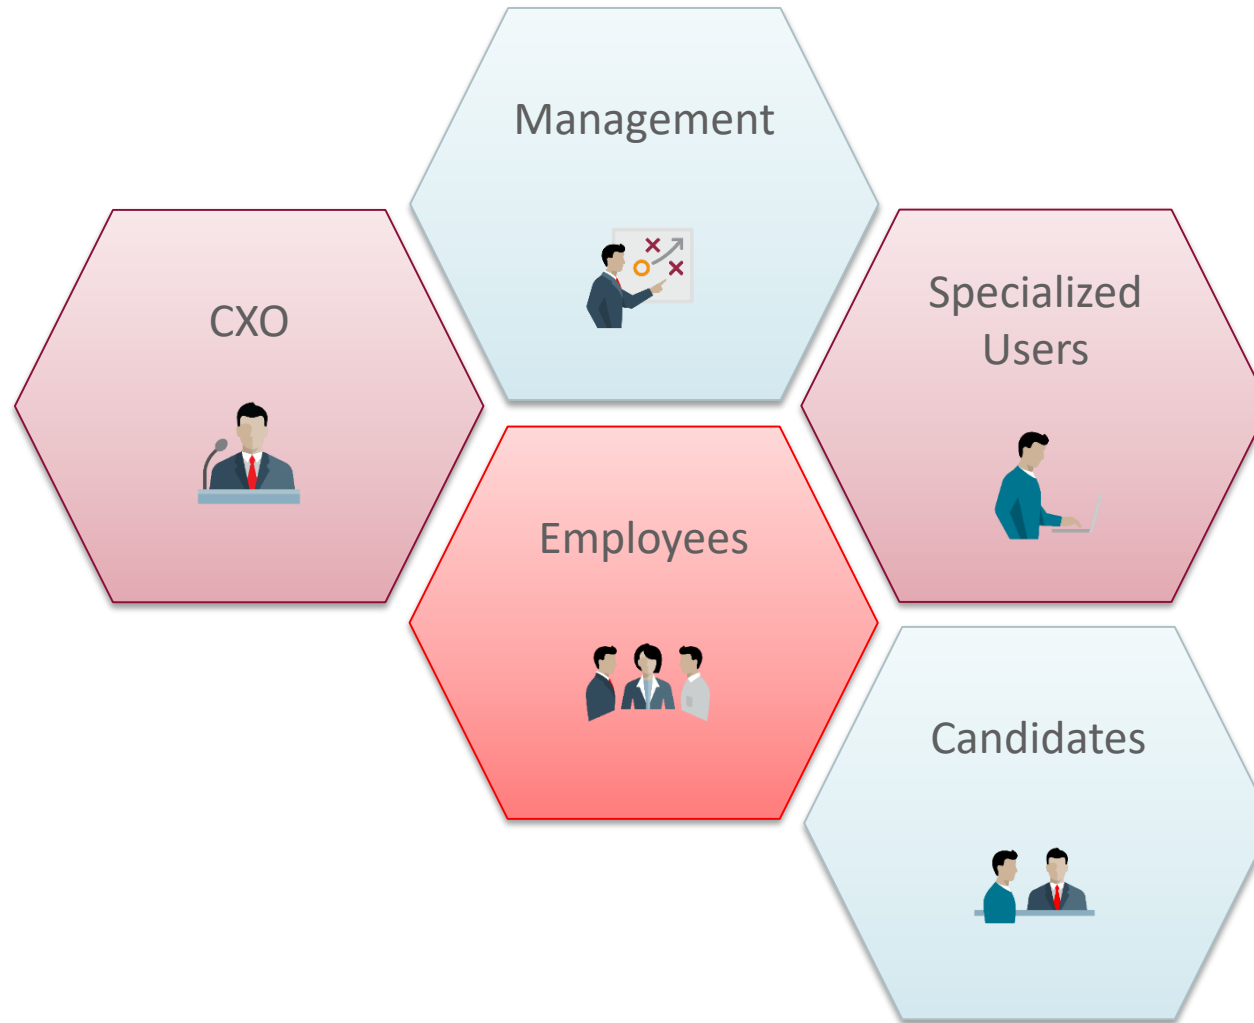 Management
CXO
Specialized
Users
Employees
Candidates